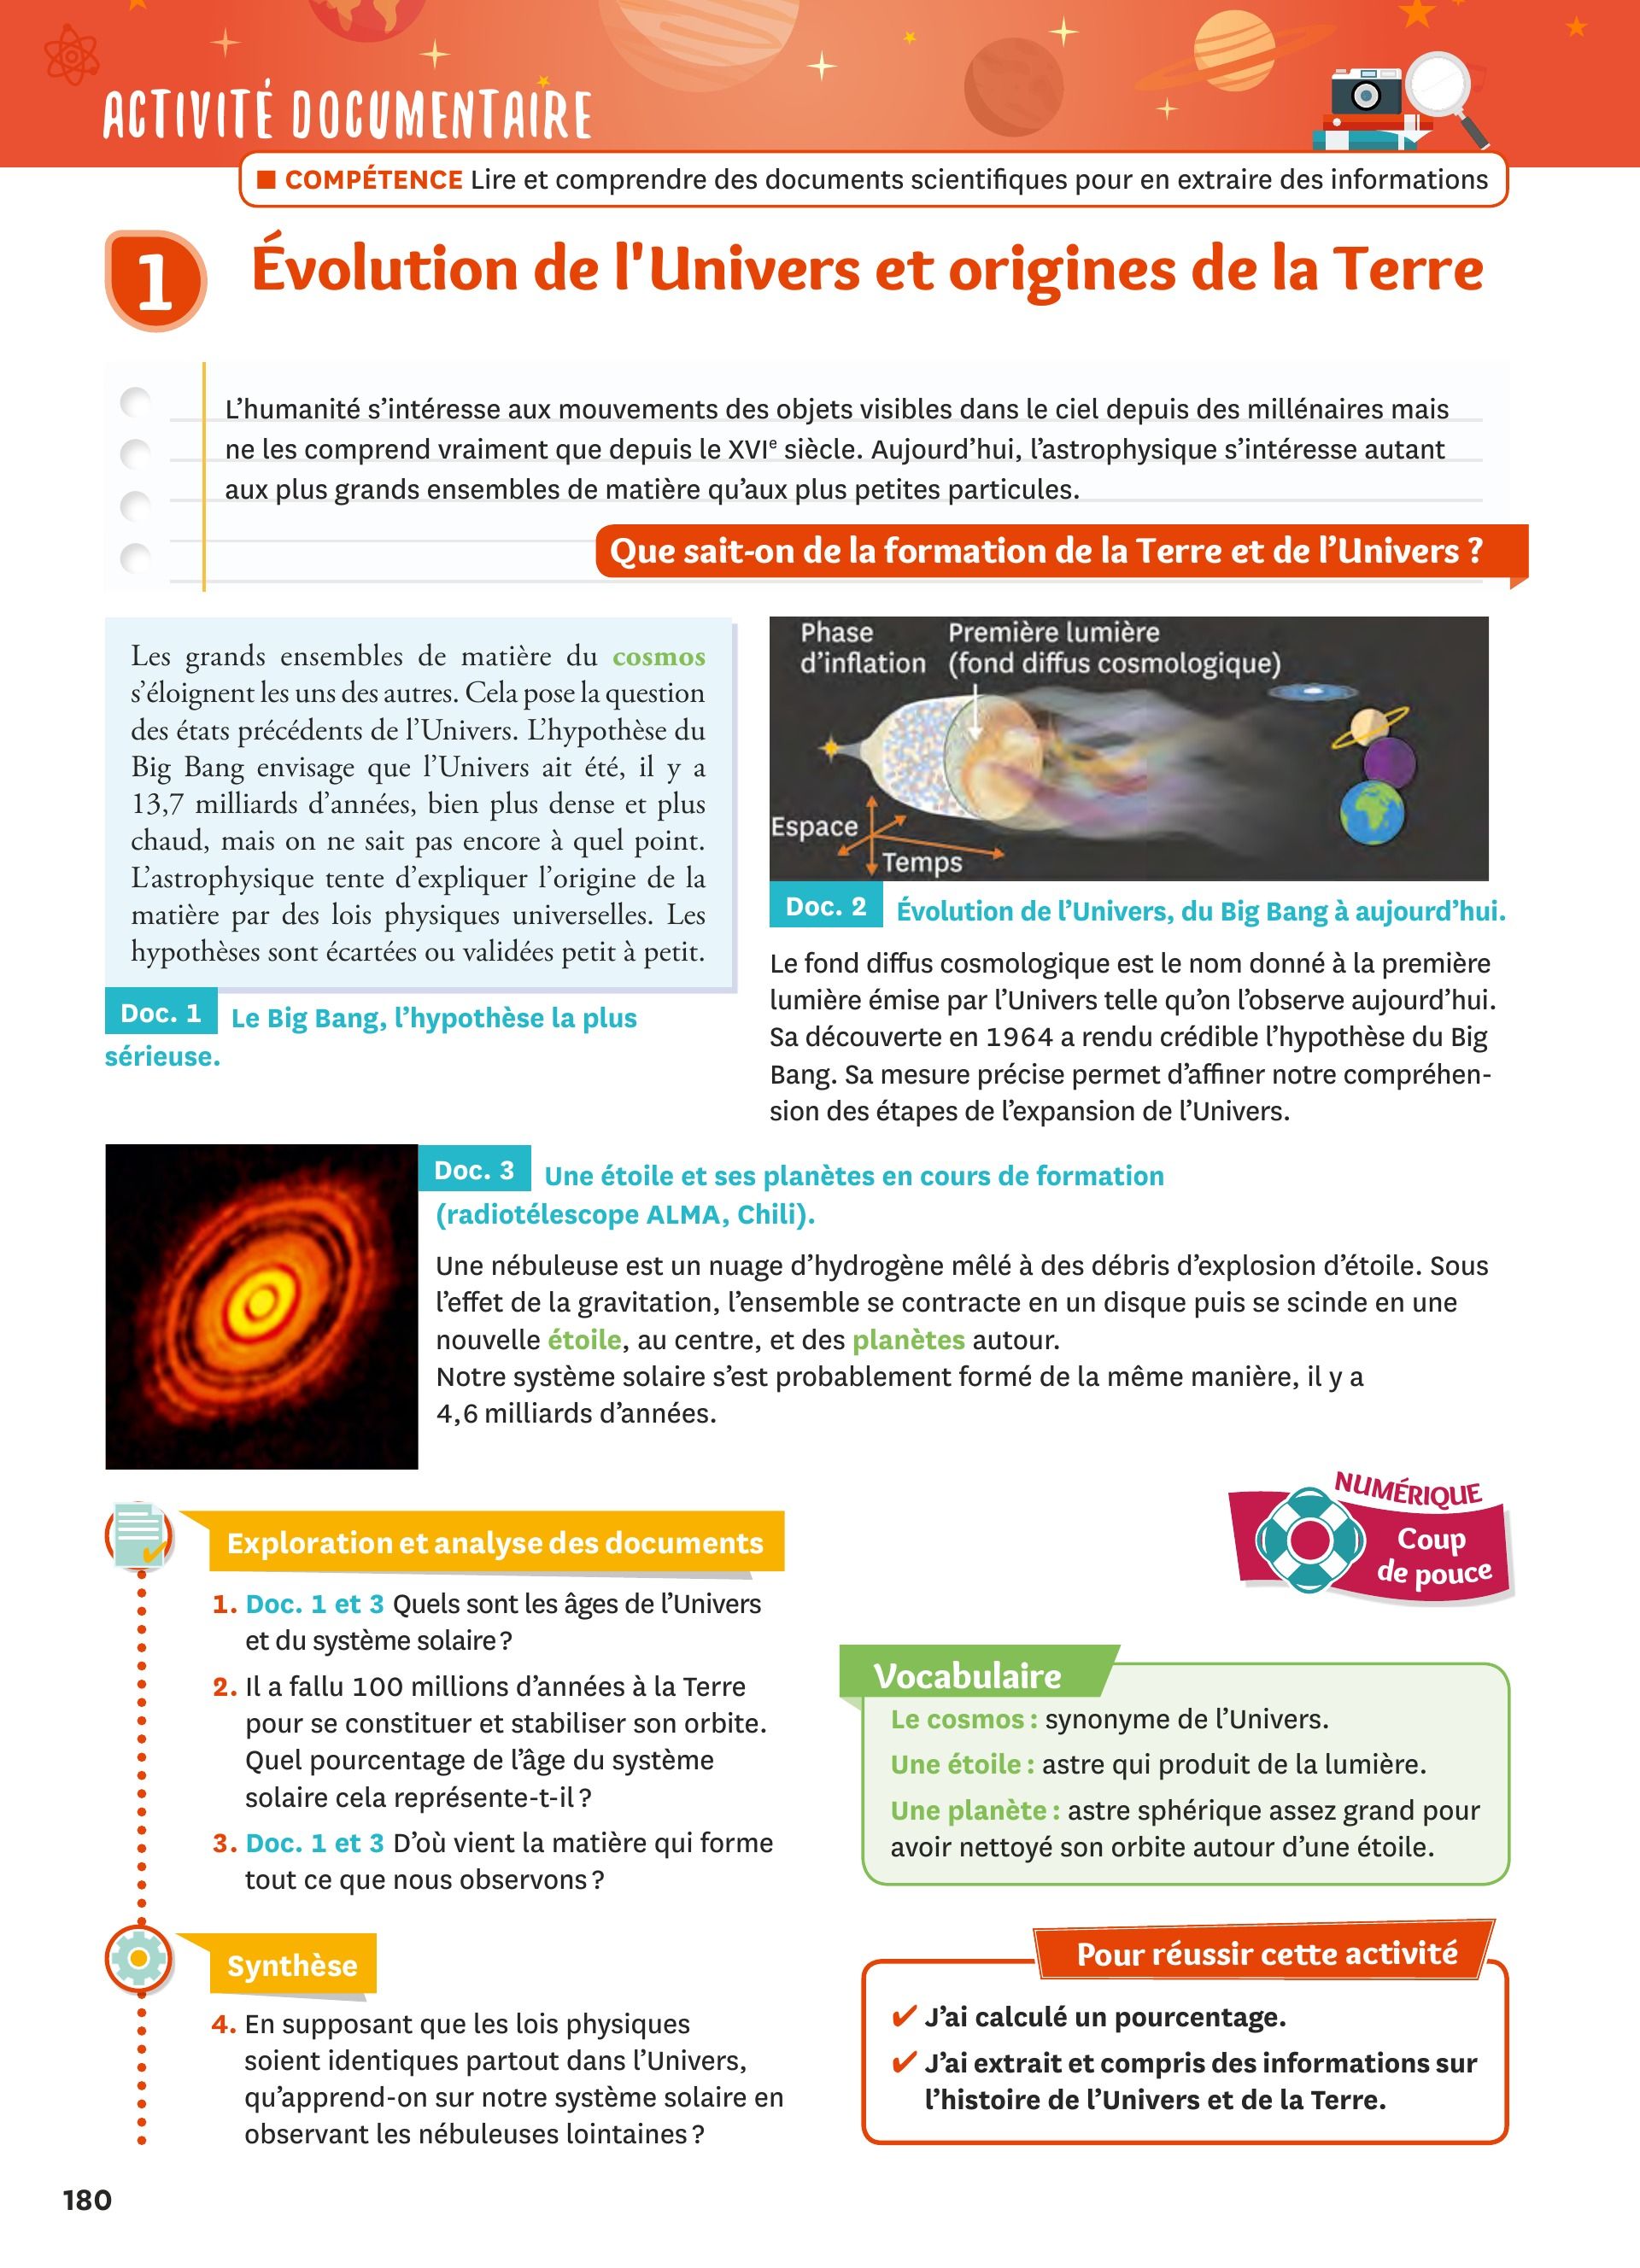 ACTIVITÉ DOCUMENTAIRE
■ COMPÉTENCE Lire et comprendre des documents scientifiques pour en extraire des informations
1
Évolution de l'Univers et origines de la Terre
L’humanité s’intéresse aux mouvements des objets visibles dans le ciel depuis des millénaires mais
ne les comprend vraiment que depuis le XVIe siècle. Aujourd’hui, l’astrophysique s’intéresse autant
aux plus grands ensembles de matière qu’aux plus petites particules.
Que sait-on de la formation de la Terre et de l’Univers ?
Les grands ensembles de matière du cosmos
s’éloignent les uns des autres. Cela pose la question
des états précédents de l’Univers. L’hypothèse du
Big Bang envisage que l’Univers ait été, il y a
13,7 milliards d’années, bien plus dense et plus
chaud, mais on ne sait pas encore à quel point.
L’astrophysique tente d’expliquer l’origine de la
matière par des lois physiques universelles. Les
hypothèses sont écartées ou validées petit à petit.
Doc. 1 Le Big Bang, l’hypothèse la plus
sérieuse.
Phase
d’inflation
Première lumière
(fond diffus cosmologique)
Espace
Temps
Doc. 2 Évolution de l’Univers, du Big Bang à aujourd’hui.
Le fond diffus cosmologique est le nom donné à la première
lumière émise par l’Univers telle qu’on l’observe aujourd’hui.
Sa découverte en 1964 a rendu crédible l’hypothèse du Big
Bang. Sa mesure précise permet d’affiner notre compréhen-
sion des étapes de l’expansion de l’Univers.
Doc. 3 Une étoile et ses planètes en cours de formation
(radiotélescope ALMA, Chili).
Une nébuleuse est un nuage d’hydrogène mêlé à des débris d’explosion d’étoile. Sous
l’effet de la gravitation, l’ensemble se contracte en un disque puis se scinde en une
nouvelle étoile, au centre, et des planètes autour.
Notre système solaire s’est probablement formé de la même manière, il y a
4,6 milliards d’années.
Exploration et analyse des documents
1. Doc. 1 et 3 Quels sont les âges de l’Univers
et du système solaire ?
2. Il a fallu 100 millions d’années à la Terre
pour se constituer et stabiliser son orbite.
Quel pourcentage de l’âge du système
solaire cela représente-t-il ?
3. Doc. 1 et 3 D’où vient la matière qui forme
tout ce que nous observons ?
Synthèse
4. En supposant que les lois physiques
soient identiques partout dans l’Univers,
qu’apprend-on sur notre système solaire en
observant les nébuleuses lointaines ?
NUMÉRIQUE
Coup
de pouce
Vocabulaire
Le cosmos : synonyme de l’Univers.
Une étoile : astre qui produit de la lumière.
Une planète : astre sphérique assez grand pour
avoir nettoyé son orbite autour d’une étoile.
Pour réussir cette activité
✔ J’ai calculé un pourcentage.
✔ J’ai extrait et compris des informations sur
l’histoire de l’Univers et de la Terre.
180